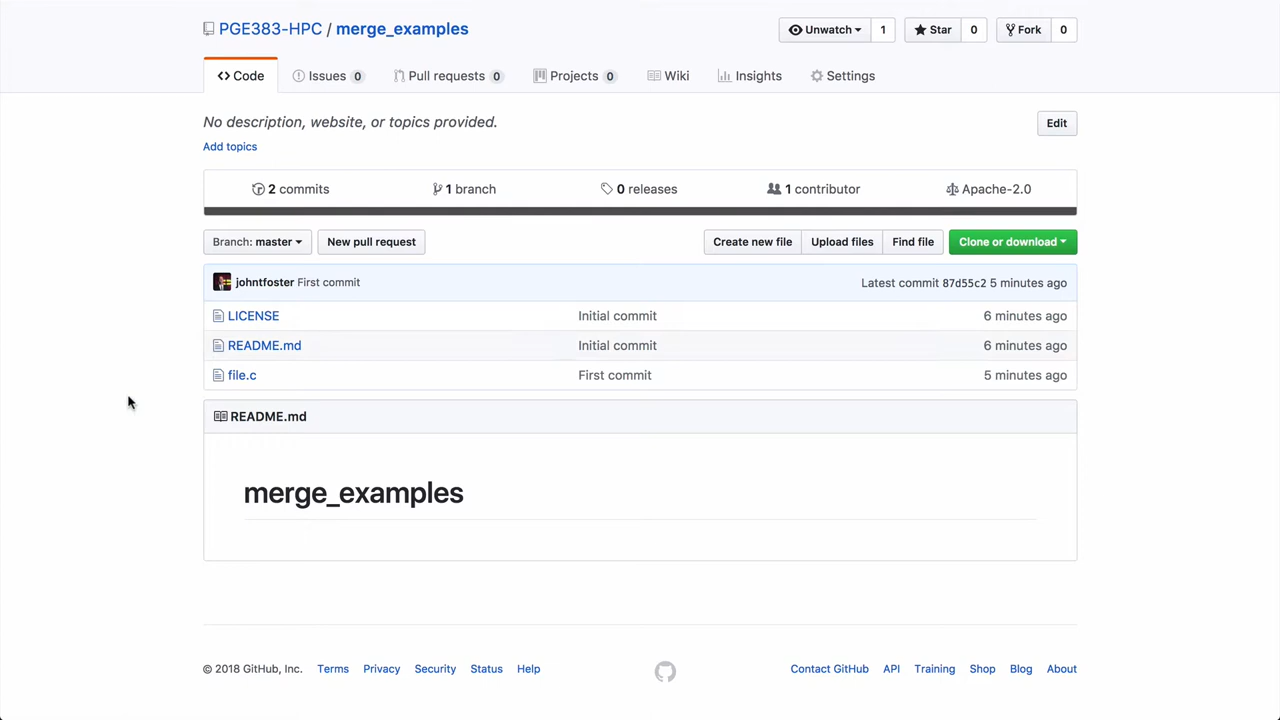 PGE383-HPC / merge_examples
Unwatch 1
Star 0
Fork 0
Code
Issues 0
Pull requests 0
Projects 0
Wiki
Insights
Settings
No description, website, or topics provided.
Edit
Add topics
2 commits
1 branch
0 releases
1 contributor
Apache-2.0
Branch: master
New pull request
Create new file
Upload files
Find file
Clone or download
johntfoster First commit
Latest commit 87d55c2 5 minutes ago
LICENSE Initial commit 6 minutes ago
README.md Initial commit 6 minutes ago
file.c First commit 5 minutes ago
README.md
merge_examples
© 2018 GitHub, Inc. Terms Privacy Security Status Help
Contact GitHub API Training Shop Blog About